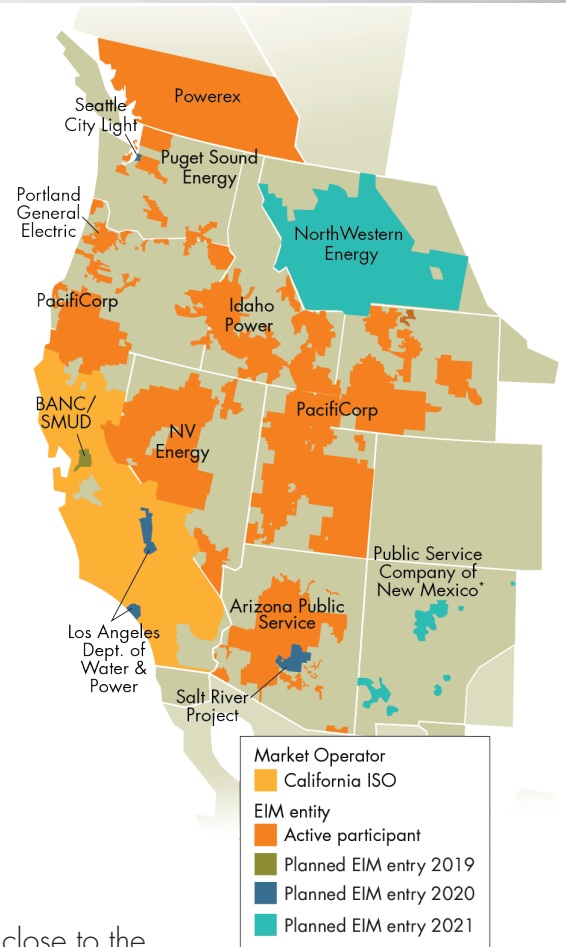 Powerex
Seattle
City Light
Puget Sound
Energy
Portland
General
Electric
NorthWestern
Energy
PacifiCorp
Idaho
Power
BANC/
SMUD
PacifiCorp
NV
Energy
Public Service
Company of
New Mexico*
Arizona Public
Service
Los Angeles
Dept. of
Water &
Power
Salt River
Project
Market Operator
California ISO
EIM entity
Active participant
Planned EIM entry 2019
Planned EIM entry 2020
Planned EIM entry 2021
close to the